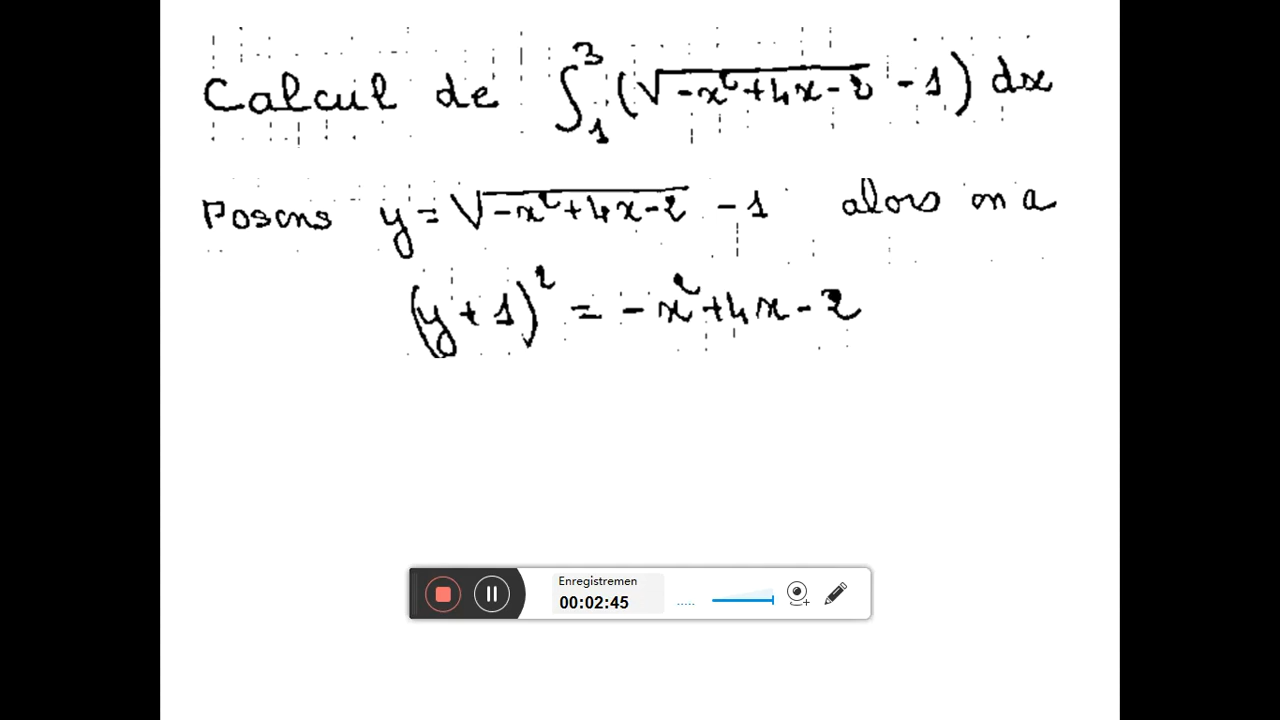 Calcul de ∫₁³ (√(-x²+4x-2) - 1) dx
Posons y = √(-x²+4x-2) - 1 alors on a
(y + 1)² = - x² + 4x - 2
Enregistremen
00:02:45